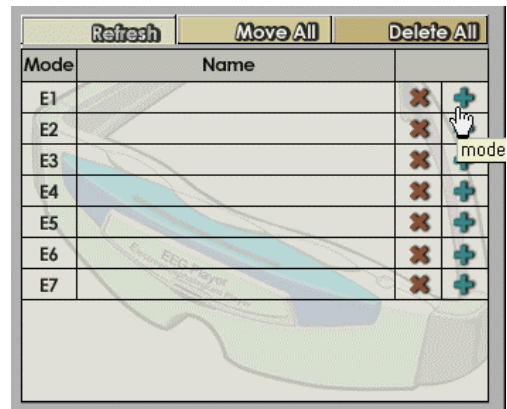 Refresh Move All Delete All
Mode Name
E1
E2
mode
E3
E4
E5
E6
EEG Player
E7